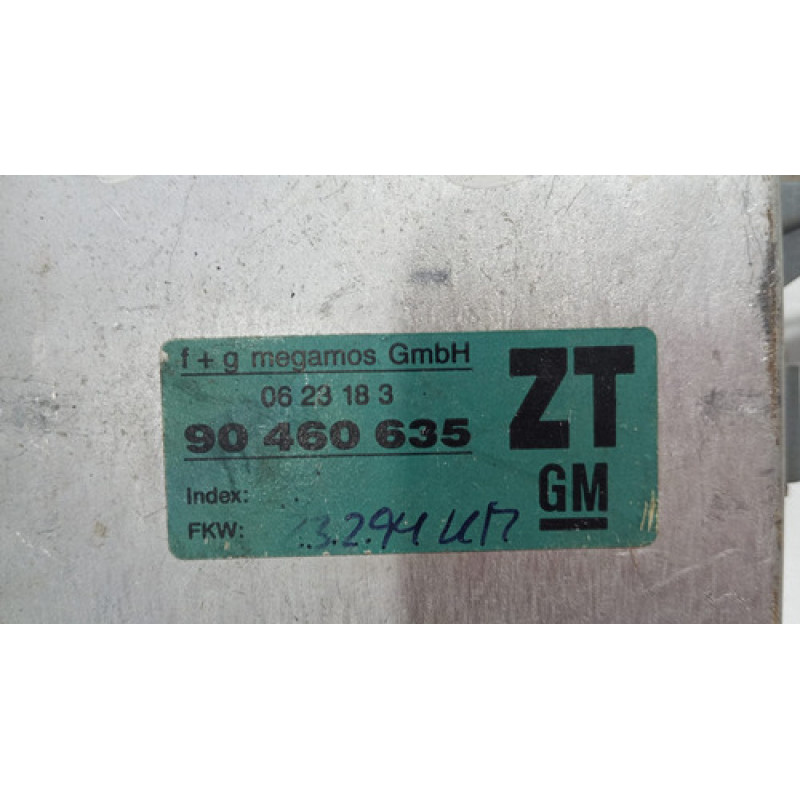 f + g megamos GmbH
ZT
06 23 18 3
90 460 635
GM
Index:
FKW: 13.2.94